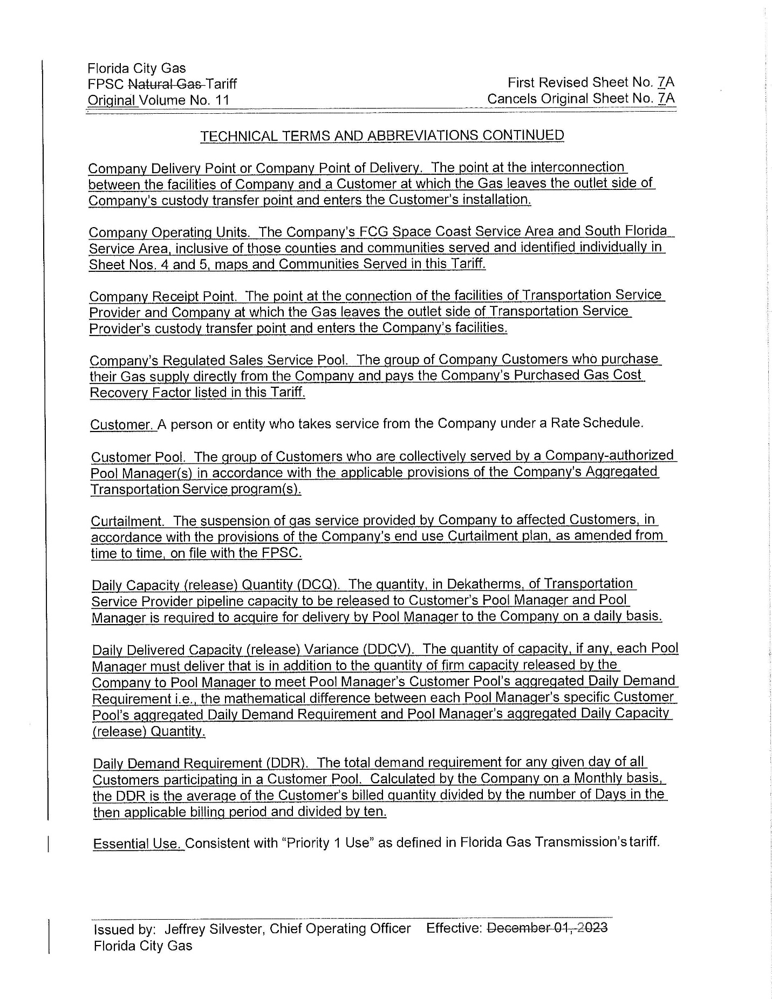 Florida City Gas
FPSC Natural Gas Tariff
Original Volume No. 11
First Revised Sheet No. 7A
Cancels Original Sheet No. 7A
TECHNICAL TERMS AND ABBREVIATIONS CONTINUED
Company Delivery Point or Company Point of Delivery. The point at the interconnection
between the facilities of Company and a Customer at which the Gas leaves the outlet side of
Company's custody transfer point and enters the Customer's installation.
Company Operating Units. The Company's FCG Space Coast Service Area and South Florida
Service Area, inclusive of those counties and communities served and identified individually in
Sheet Nos. 4 and 5, maps and Communities Served in this Tariff.
Company Receipt Point. The point at the connection of the facilities of Transportation Service
Provider and Company at which the Gas leaves the outlet side of Transportation Service
Provider's custody transfer point and enters the Company's facilities.
Company's Regulated Sales Service Pool. The group of Company Customers who purchase
their Gas supply directly from the Company and pays the Company's Purchased Gas Cost
Recovery Factor listed in this Tariff.
Customer. A person or entity who takes service from the Company under a Rate Schedule.
Customer Pool. The group of Customers who are collectively served by a Company-authorized
Pool Manager(s) in accordance with the applicable provisions of the Company's Aggregated
Transportation Service program(s).
Curtailment. The suspension of gas service provided by Company to affected Customers, in
accordance with the provisions of the Company's end use Curtailment plan, as amended from
time to time, on file with the FPSC.
Daily Capacity (release) Quantity (DCQ). The quantity, in Dekatherms, of Transportation
Service Provider pipeline capacity to be released to Customer's Pool Manager and Pool
Manager is required to acquire for delivery by Pool Manager to the Company on a daily basis.
Daily Delivered Capacity (release) Variance (DDCV). The quantity of capacity, if any, each Pool
Manager must deliver that is in addition to the quantity of firm capacity released by the
Company to Pool Manager to meet Pool Manager's Customer Pool's aggregated Daily Demand
Requirement i.e., the mathematical difference between each Pool Manager's specific Customer
Pool's aggregated Daily Demand Requirement and Pool Manager's aggregated Daily Capacity
(release) Quantity.
Daily Demand Requirement (DDR). The total demand requirement for any given day of all
Customers participating in a Customer Pool. Calculated by the Company on a Monthly basis,
the DDR is the average of the Customer's billed quantity divided by the number of Days in the
then applicable billing period and divided by ten.
Essential Use. Consistent with “Priority 1 Use” as defined in Florida Gas Transmission's tariff.
Issued by: Jeffrey Silvester, Chief Operating Officer Effective: December 01, 2023
Florida City Gas